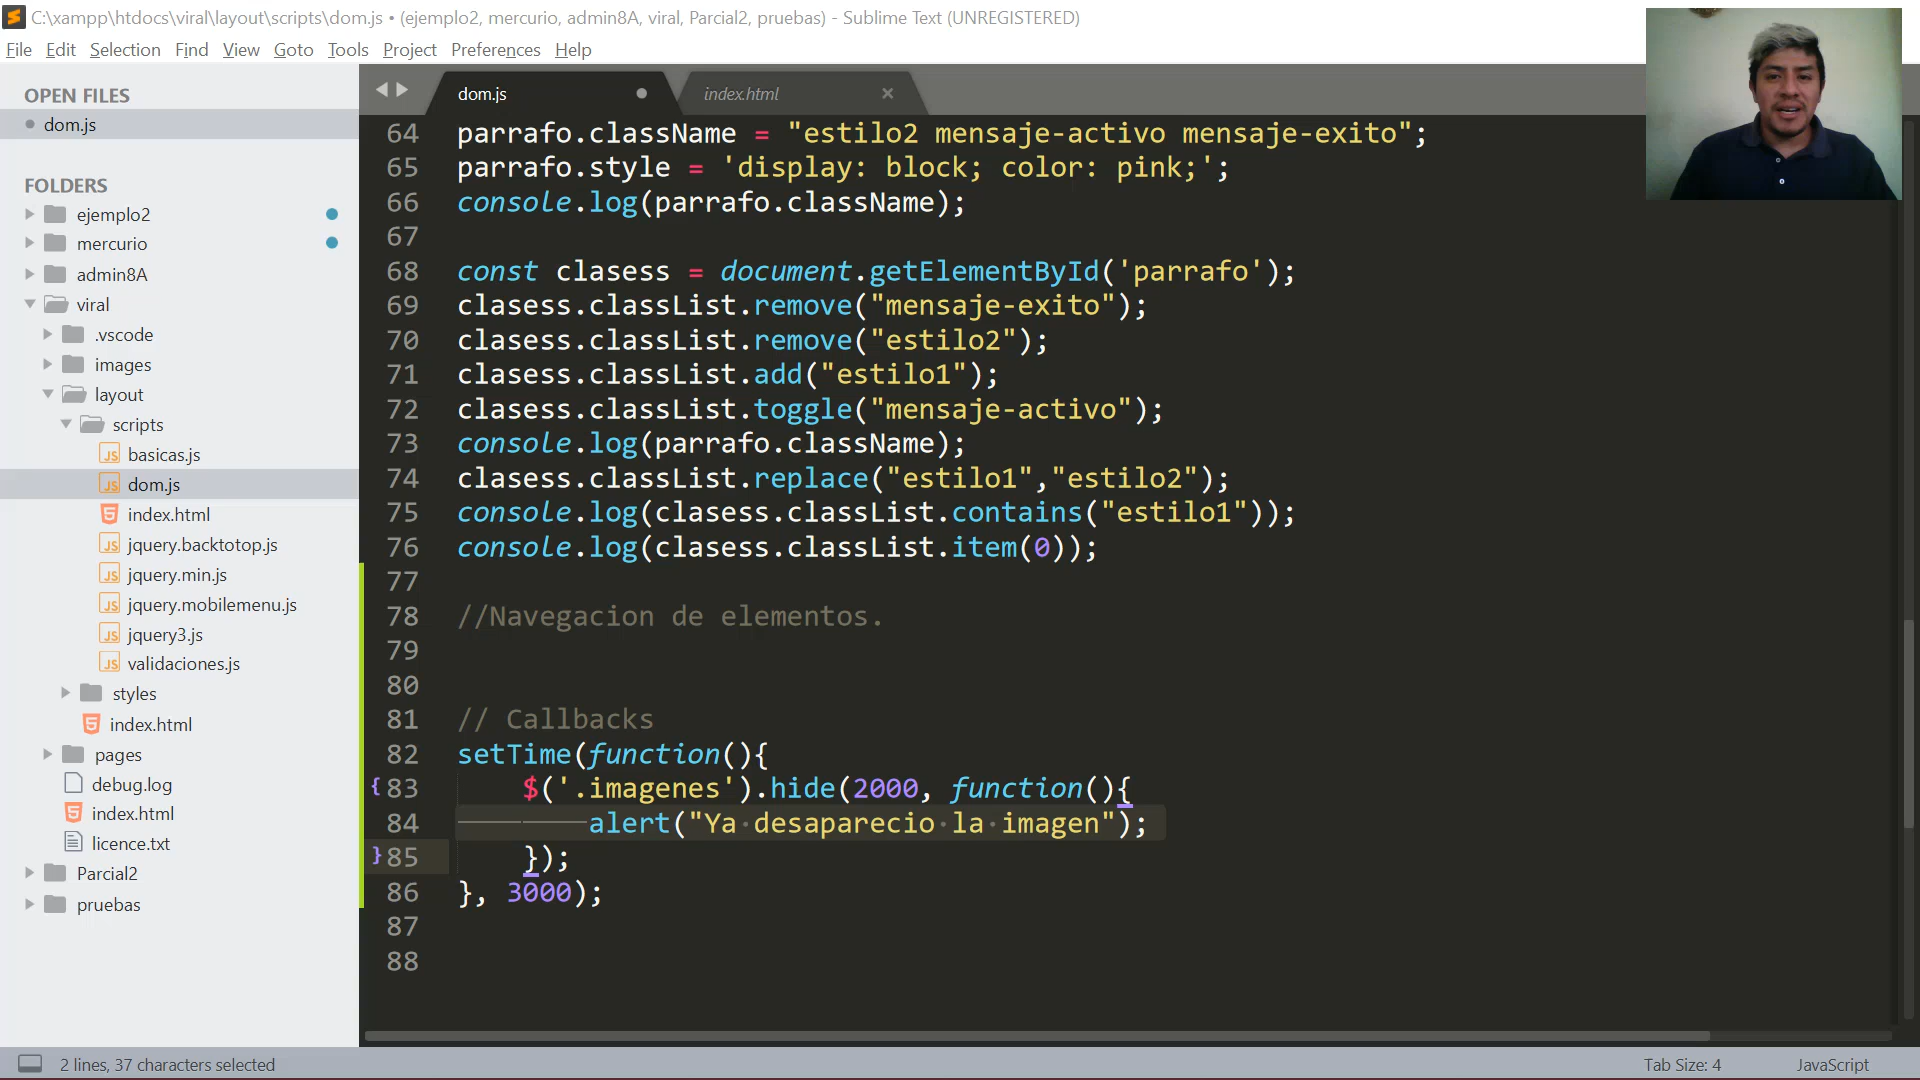 C:\xampp\htdocs\viral\layout\scripts\dom.js • (ejemplo2, mercurio, admin8A, viral, Parcial2, pruebas) - Sublime Text (UNREGISTERED)
File Edit Selection Find View Goto Tools Project Preferences Help
OPEN FILES
dom.js
FOLDERS
ejemplo2
mercurio
admin8A
viral
.vscode
images
layout
scripts
basicas.js
dom.js
index.html
jquery.backtotop.js
jquery.min.js
jquery.mobilemenu.js
jquery3.js
validaciones.js
styles
index.html
pages
debug.log
index.html
licence.txt
Parcial2
pruebas
dom.js index.html
64 parrafo.className = "estilo2 mensaje-activo mensaje-exito";
65 parrafo.style = 'display: block; color: pink;';
66 console.log(parrafo.className);
67
68 const clasess = document.getElementById('parrafo');
69 clasess.classList.remove("mensaje-exito");
70 clasess.classList.remove("estilo2");
71 clasess.classList.add("estilo1");
72 clasess.classList.toggle("mensaje-activo");
73 console.log(parrafo.className);
74 clasess.classList.replace("estilo1","estilo2");
75 console.log(clasess.classList.contains("estilo1"));
76 console.log(clasess.classList.item(0));
77
78 //Navegacion de elementos.
79
80
81 // Callbacks
82 setTime(function(){
83 $('.imagenes').hide(2000, function(){
84 alert("Ya desaparecio la imagen");
85 });
86 }, 3000);
87
88
2 lines, 37 characters selected
Tab Size: 4 JavaScript